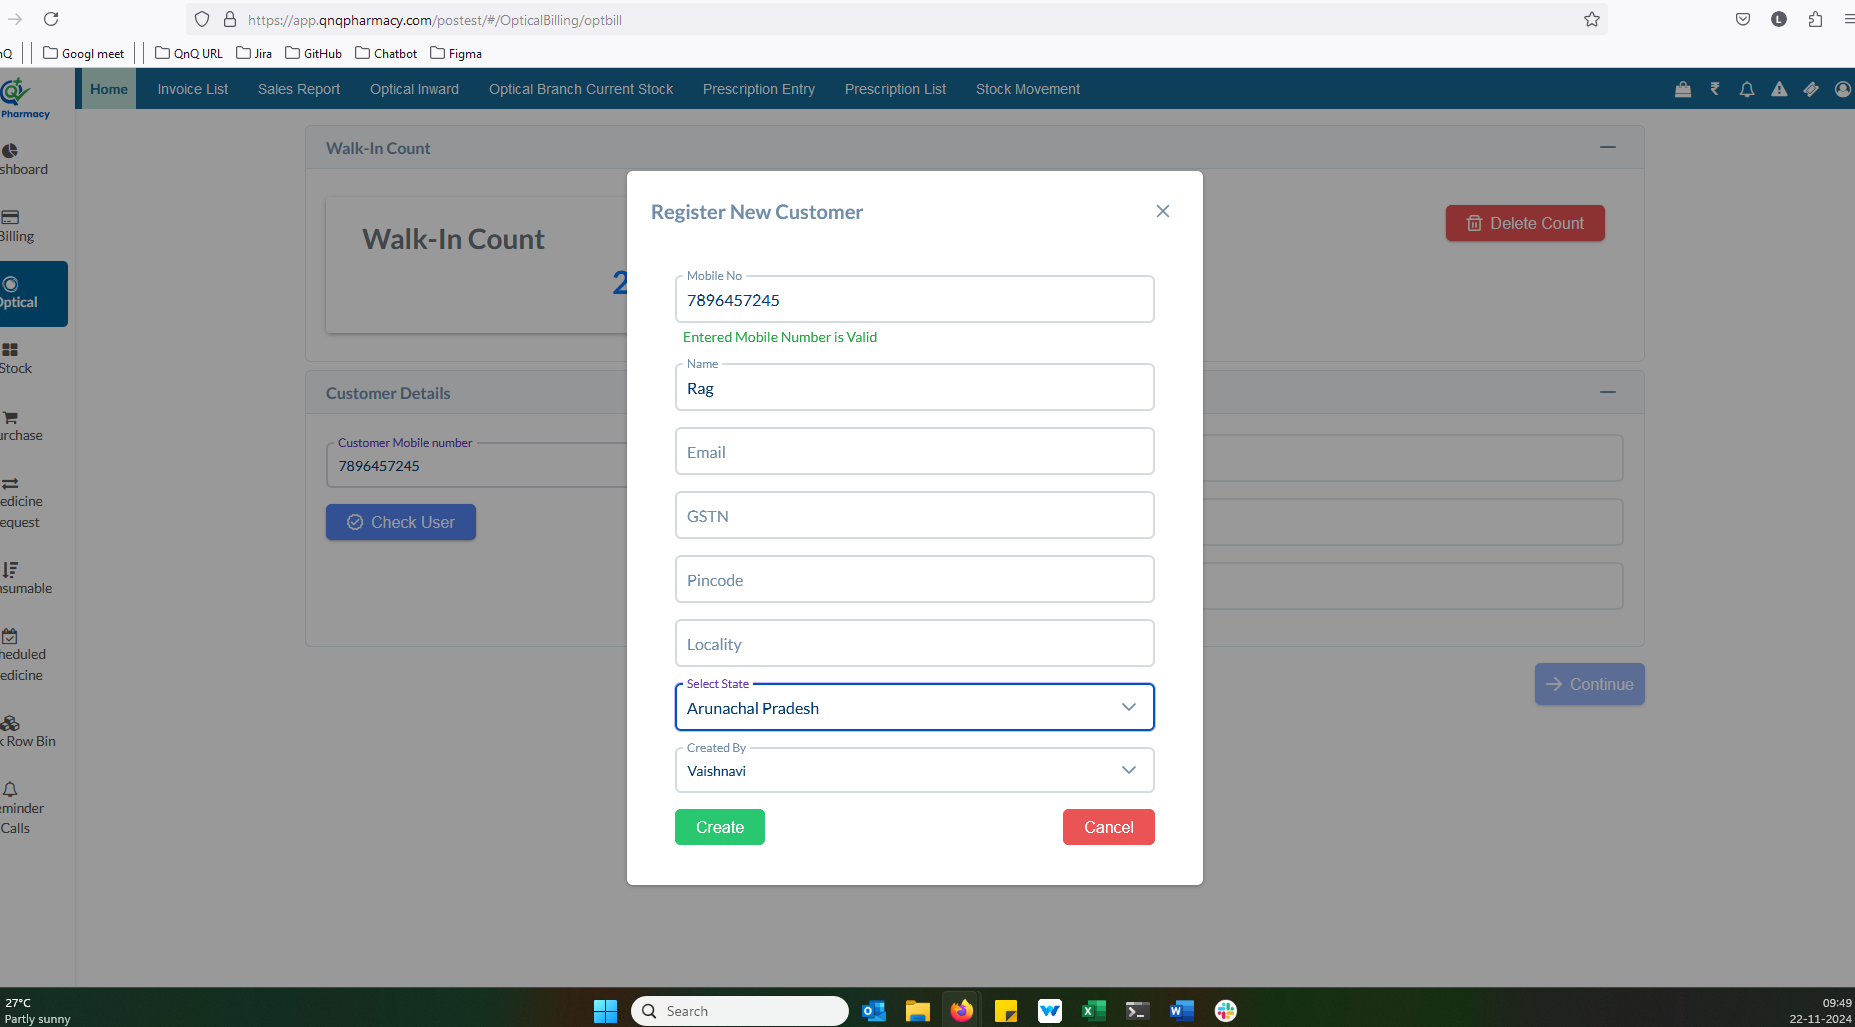 https://app.qnqpharmacy.com/postest/#/OpticalBilling/optbill
L
nQ
Googl meet
QnQ URL
Jira
GitHub
Chatbot
Figma
Pharmacy
Home
Invoice List
Sales Report
Optical Inward
Optical Branch Current Stock
Prescription Entry
Prescription List
Stock Movement
shboard
Billing
Optical
Stock
urchase
edicine
equest
nsumable
heduled
edicine
k Row Bin
eminder
Calls
Walk-In Count
Walk-In Count
2
Delete Count
Customer Details
Customer Mobile number
7896457245
Check User
Continue
Register New Customer
Mobile No
7896457245
Entered Mobile Number is Valid
Name
Rag
Email
GSTN
Pincode
Locality
Select State
Arunachal Pradesh
Created By
Vaishnavi
Create
Cancel
27°C
Partly sunny
Search
09:49
22-11-2024